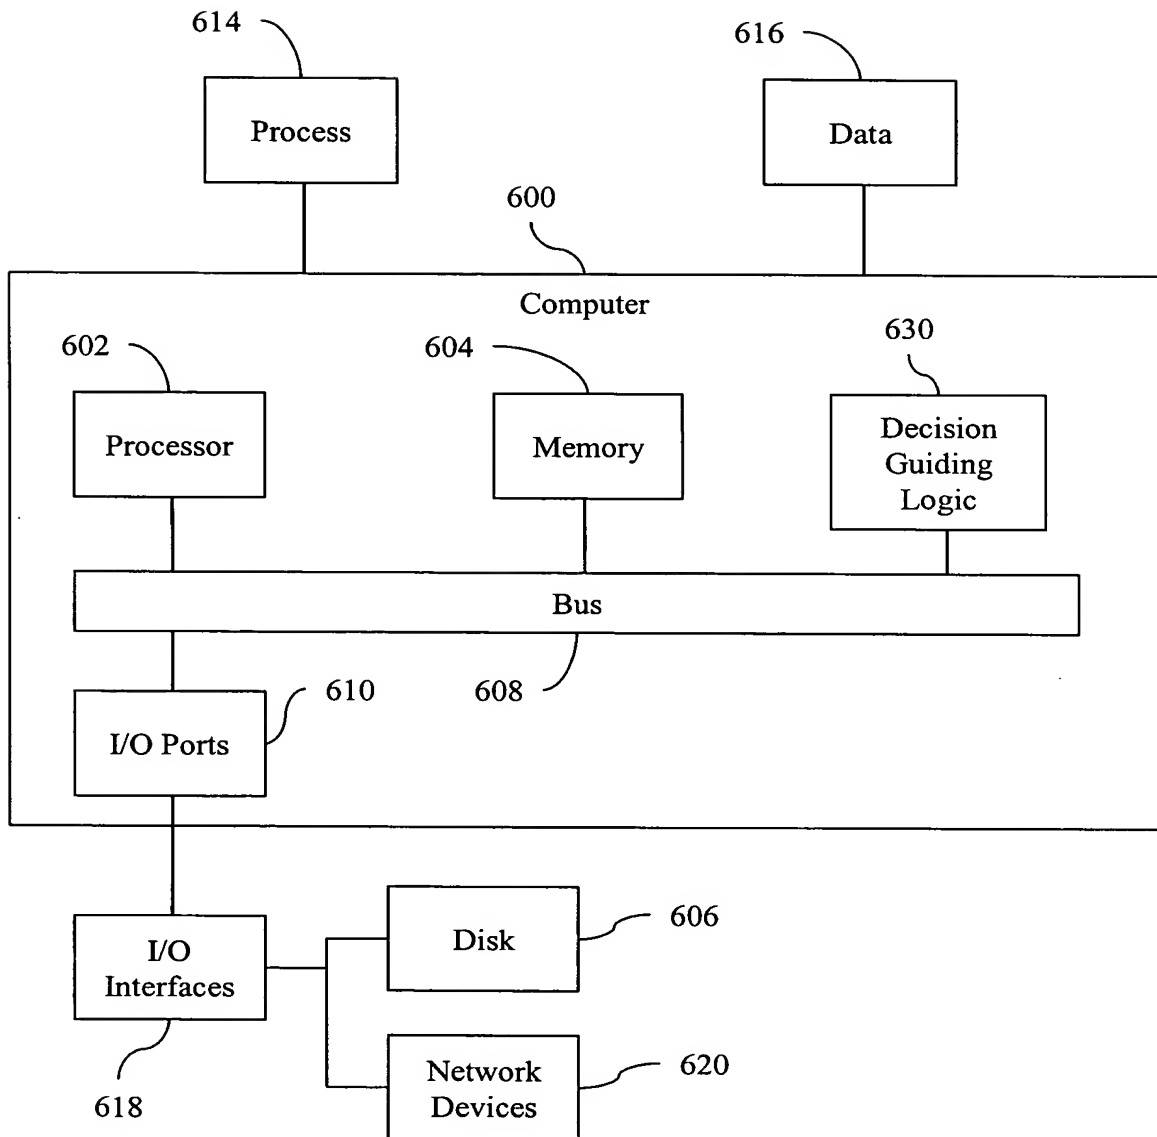 614
616
Process
Data
600
Computer
602
604
630
Processor
Memory
Decision
Guiding
Logic
Bus
610
608
I/O Ports
I/O
Interfaces
Disk
606
618
Network
Devices
620